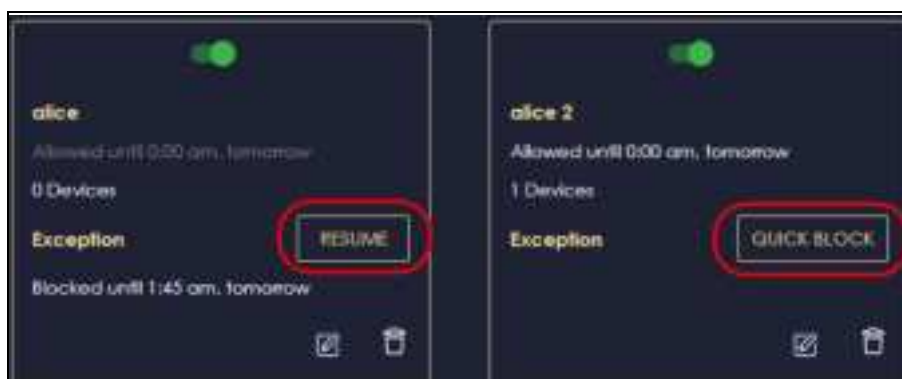 alice
Allowed until 0:00 am, tomorrow
0 Devices
Exception
RESUME
Blocked until 1:45 am, tomorrow
alice 2
Allowed until 0:00 am, tomorrow
1 Devices
Exception
QUICK BLOCK